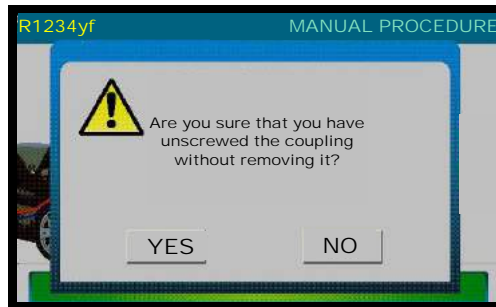 R1234yf MANUAL PROCEDURE
Are you sure that you have
unscrewed the coupling
without removing it?
YES NO